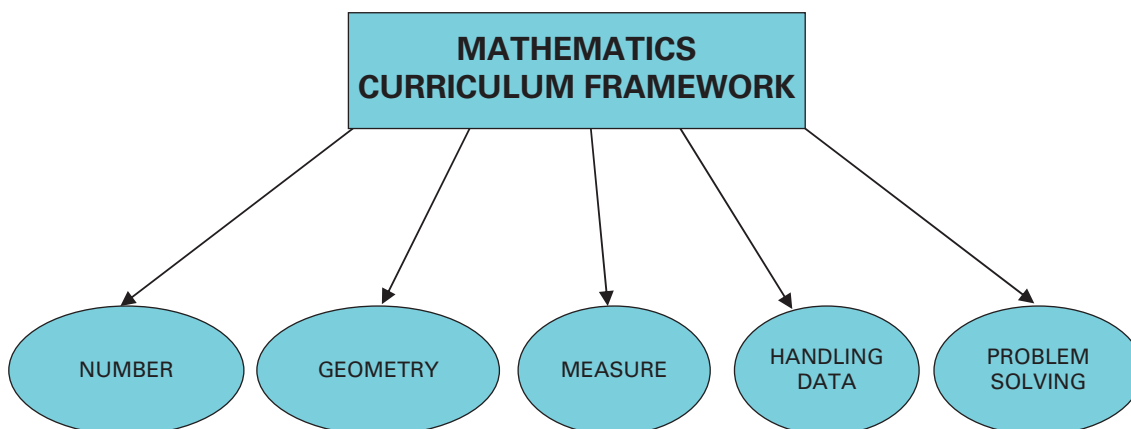 MATHEMATICS
CURRICULUM FRAMEWORK
NUMBER
GEOMETRY
MEASURE
HANDLING
DATA
PROBLEM
SOLVING